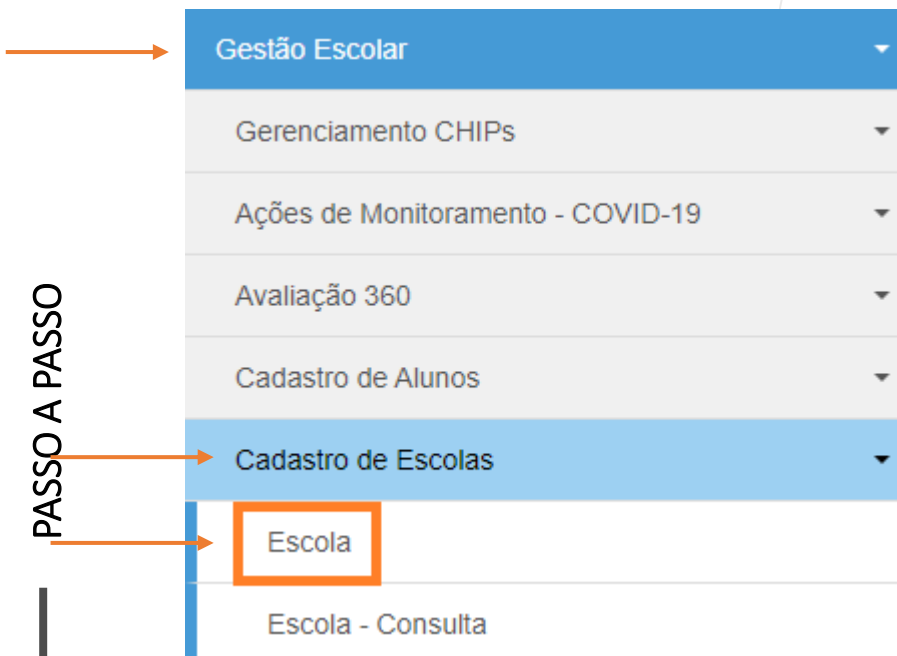 Gestão Escolar
Gerenciamento CHIPs
Ações de Monitoramento - COVID-19
Avaliação 360
Cadastro de Alunos
PASSO A PASSO
Cadastro de Escolas
Escola
Escola - Consulta